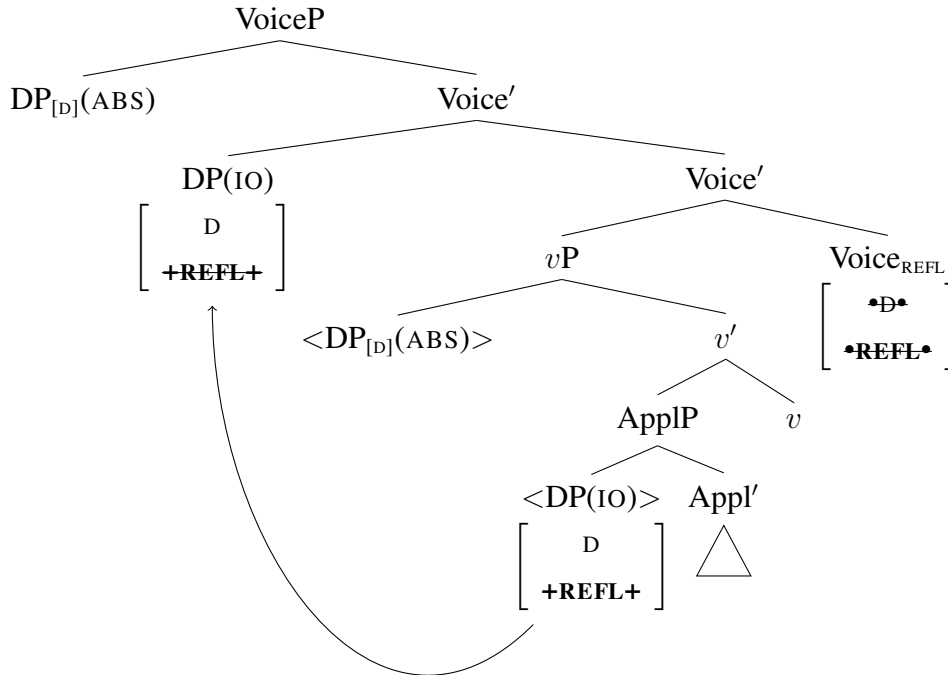 VoiceP
DP[D](ABS) Voice′
DP(IO) Voice′
D
+REFL+
vP VoiceREFL
•D•
•REFL•
<DP[D](ABS)> v′
ApplP v
<DP(IO)> Appl′
D
+REFL+